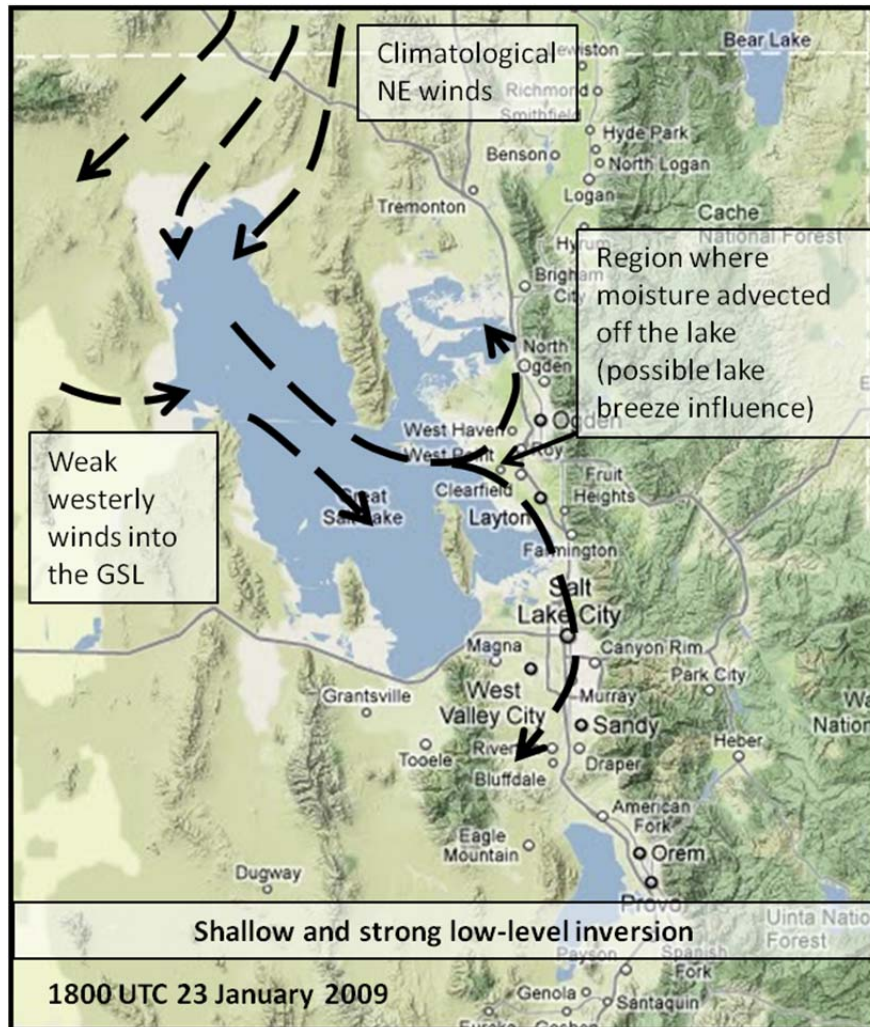 Climatological
NE winds
Bear Lake
Lewiston
Richmond
Smithfield
Hyde Park
Benson
North Logan
Logan
Tremonton
Cache
National Forest
Hyrum
Brigham
City
Region where
moisture advected
off the lake
(possible lake
breeze influence)
North
Ogden
Ogden
West Haven
Roy
West Point
Clearfield
Fruit
Heights
Great
Salt Lake
Layton
Farmington
Weak
westerly
winds into
the GSL
Salt
Lake City
Magna
Canyon Rim
Park City
Grantsville
West
Valley City
Murray
Sandy
Heber
Tooele
Draper
Bluffdale
American
Fork
Eagle
Mountain
Orem
Dugway
Provo
Uinta Natio
Forest
Shallow and strong low-level inversion
Payson
Spanish
Fork
1800 UTC 23 January 2009
Genola
Santaquin